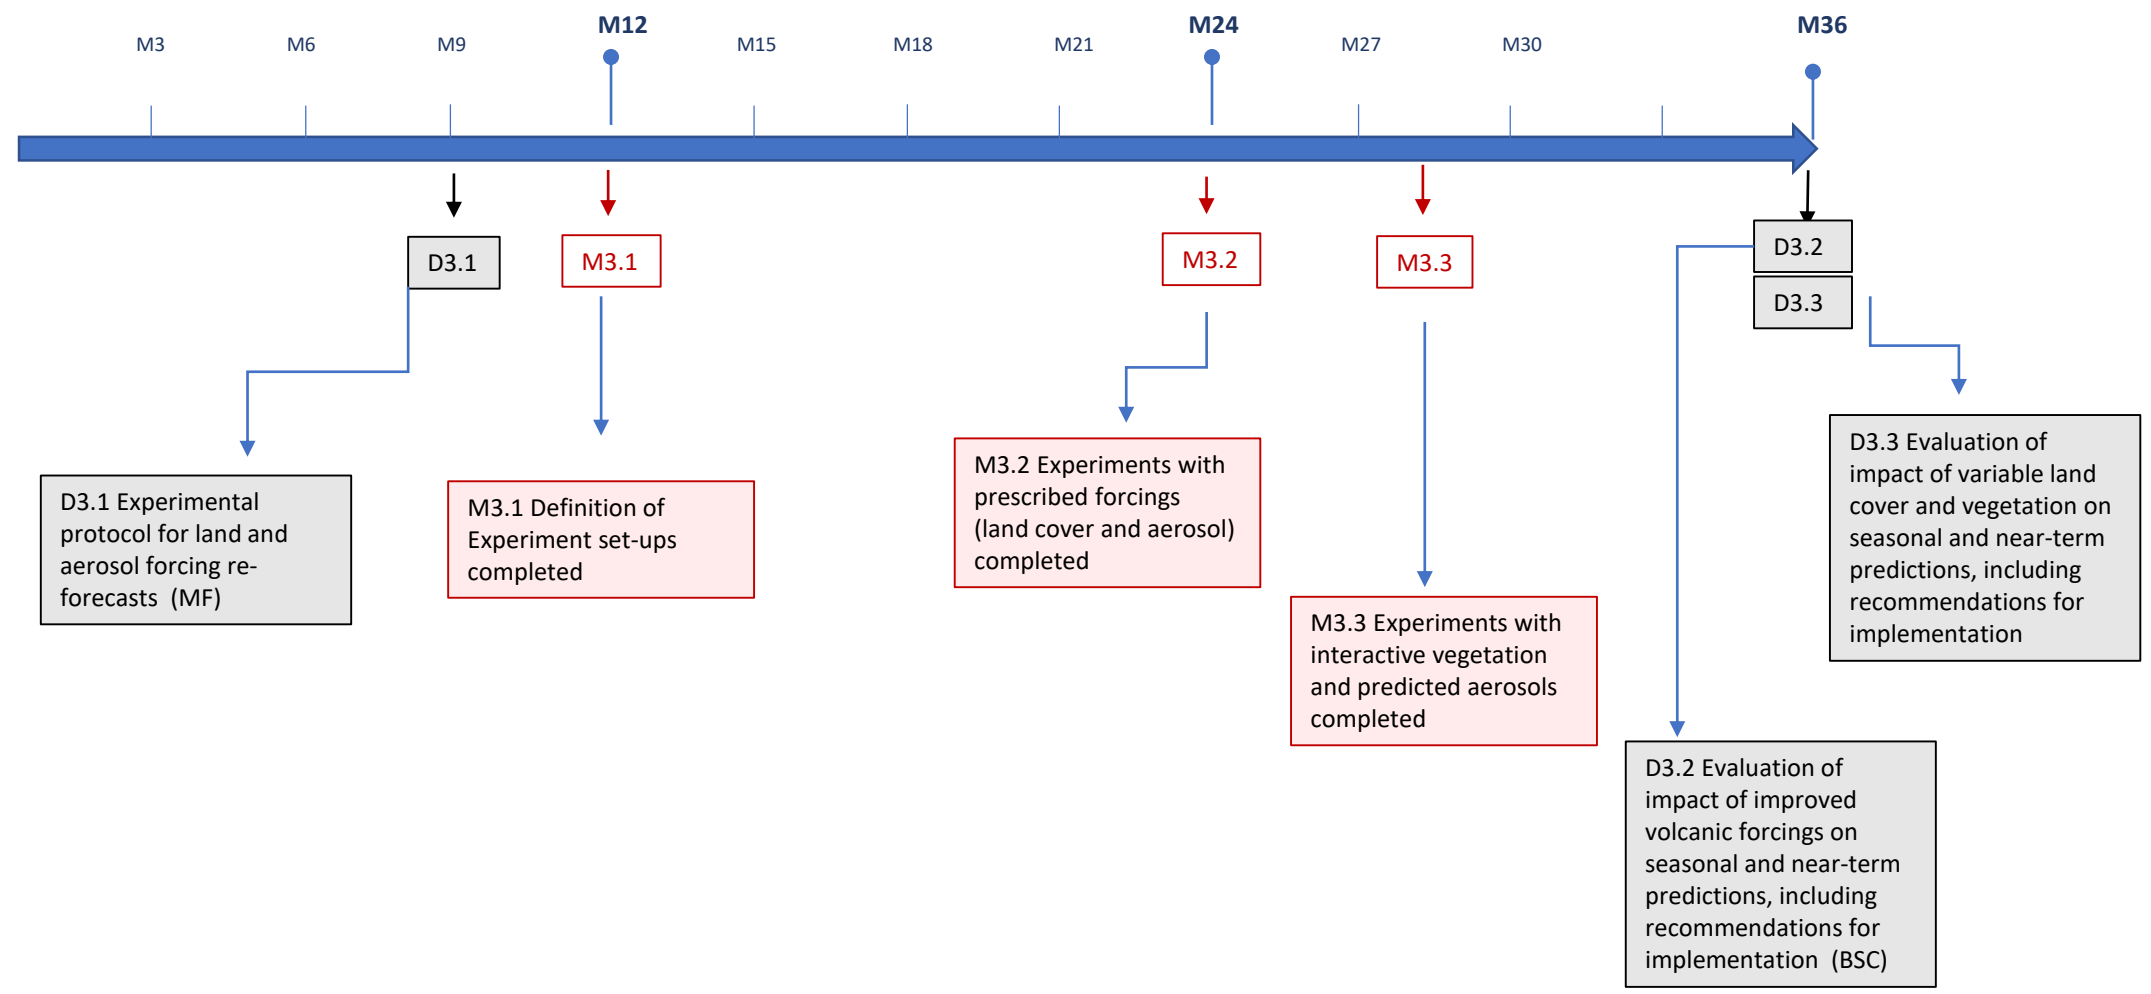 M12
M24
M36
M3
M6
M9
M15
M18
M21
M27
M30
D3.1
M3.1
M3.2
M3.3
D3.2
D3.3
D3.1 Experimental
protocol for land and
aerosol forcing re-
forecasts (MF)
M3.1 Definition of
Experiment set-ups
completed
M3.2 Experiments with
prescribed forcings
(land cover and aerosol)
completed
M3.3 Experiments with
interactive vegetation
and predicted aerosols
completed
D3.3 Evaluation of
impact of variable land
cover and vegetation on
seasonal and near-term
predictions, including
recommendations for
implementation
D3.2 Evaluation of
impact of improved
volcanic forcings on
seasonal and near-term
predictions, including
recommendations for
implementation (BSC)